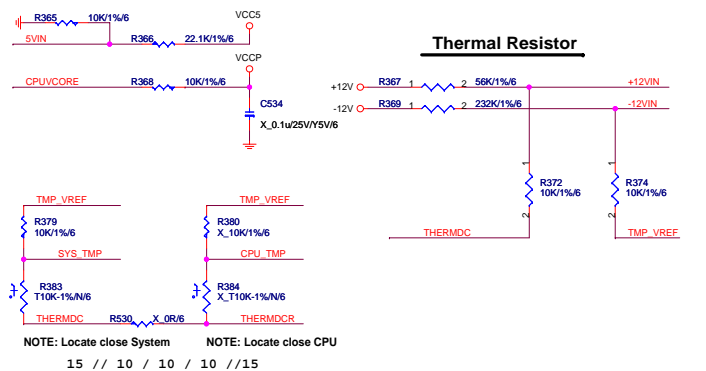 R365 10K/1%/6
VCC5
5VIN R366 22.1K/1%/6
VCCP
CPUVCORE R368 10K/1%/6
C534
X_0.1u/25V/Y5V/6
Thermal Resistor
+12V R367 1 2 56K/1%/6 +12VIN
-12V R369 1 2 232K/1%/6 -12VIN
1 1
R372 R374
10K/1%/6 10K/1%/6
2 2
THERMDC TMP_VREF
TMP_VREF TMP_VREF
R379 R380
10K/1%/6 X_10K/1%/6
SYS_TMP CPU_TMP
R383 R384
T10K-1%/N/6 X_T10K-1%/N/6
THERMDC R530 X_0R/6 THERMDCR
NOTE: Locate close System NOTE: Locate close CPU
15 // 10 / 10 / 10 //15